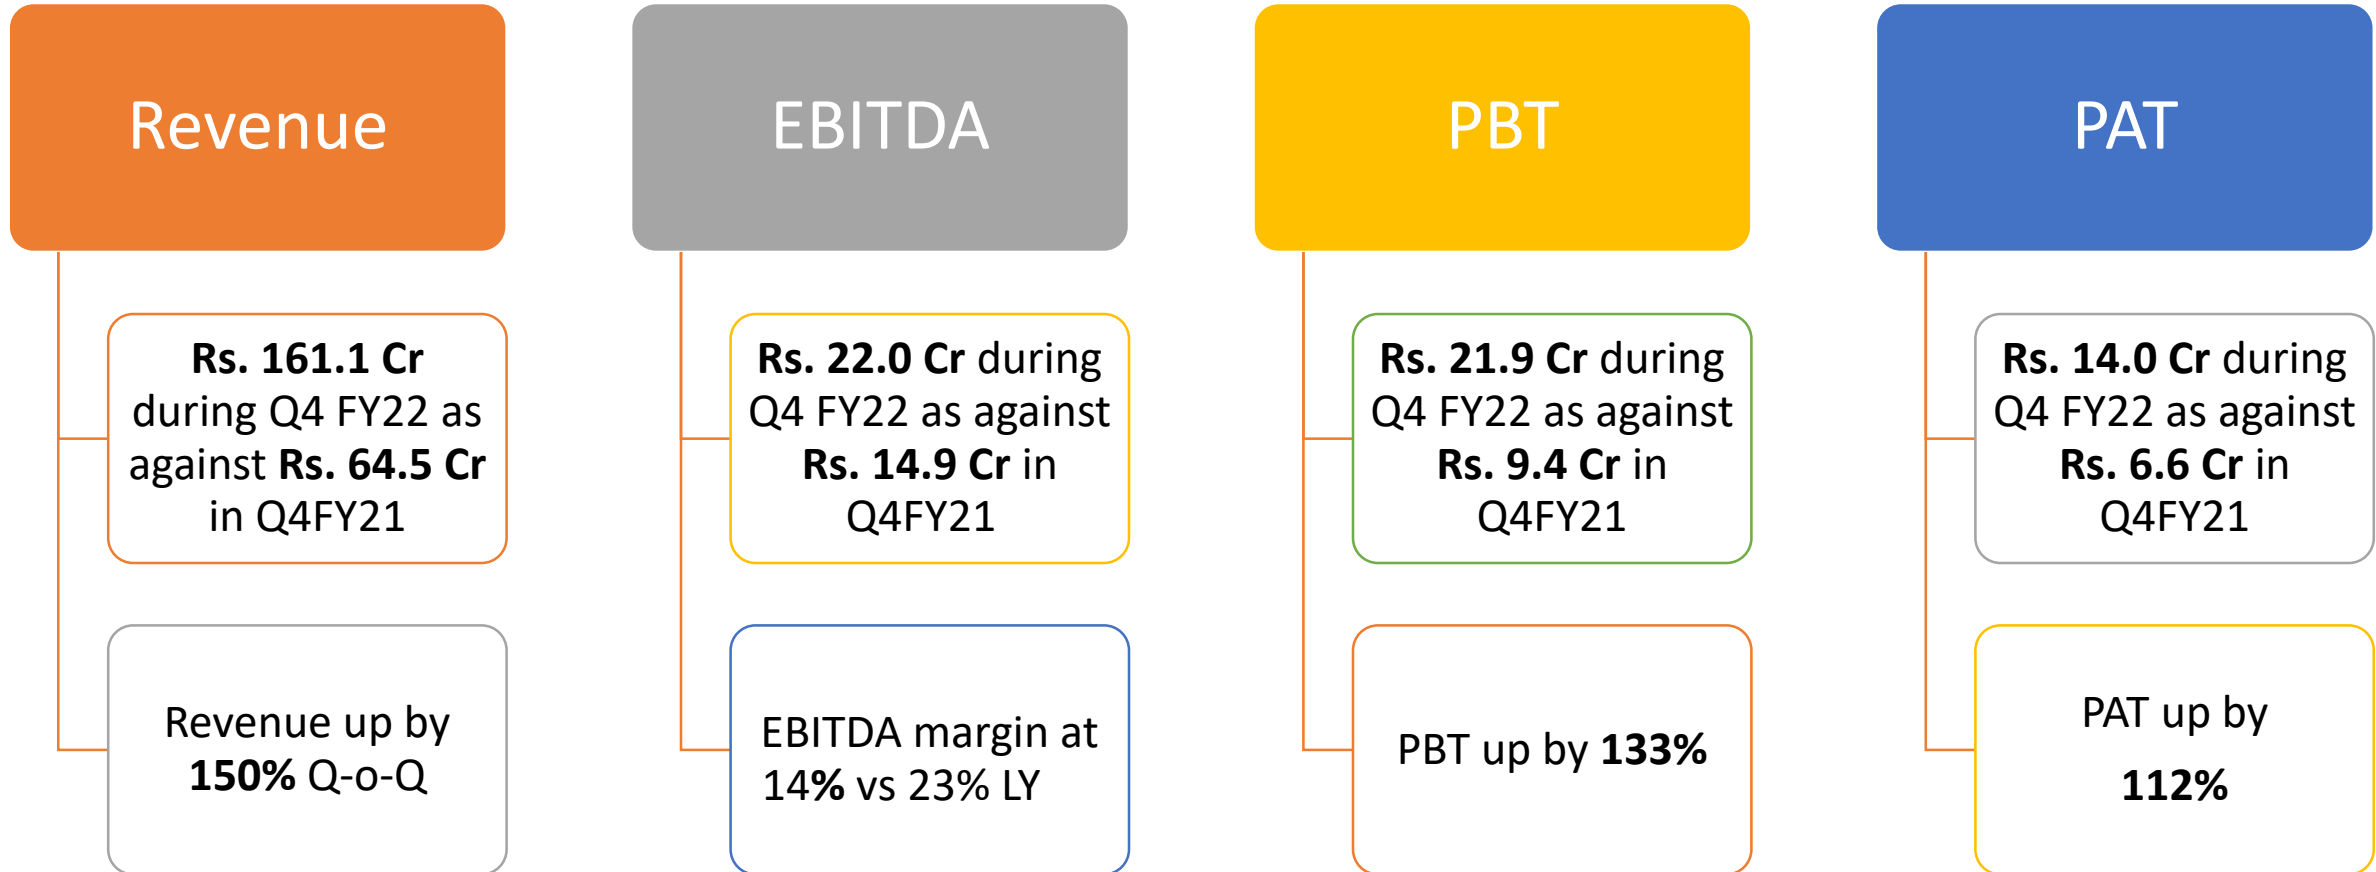 Revenue
Rs. 161.1 Cr
during Q4 FY22 as
against Rs. 64.5 Cr
in Q4FY21
Revenue up by
150% Q-o-Q
EBITDA
Rs. 22.0 Cr during
Q4 FY22 as against
Rs. 14.9 Cr in
Q4FY21
EBITDA margin at
14% vs 23% LY
PBT
Rs. 21.9 Cr during
Q4 FY22 as against
Rs. 9.4 Cr in
Q4FY21
PBT up by 133%
PAT
Rs. 14.0 Cr during
Q4 FY22 as against
Rs. 6.6 Cr in
Q4FY21
PAT up by
112%